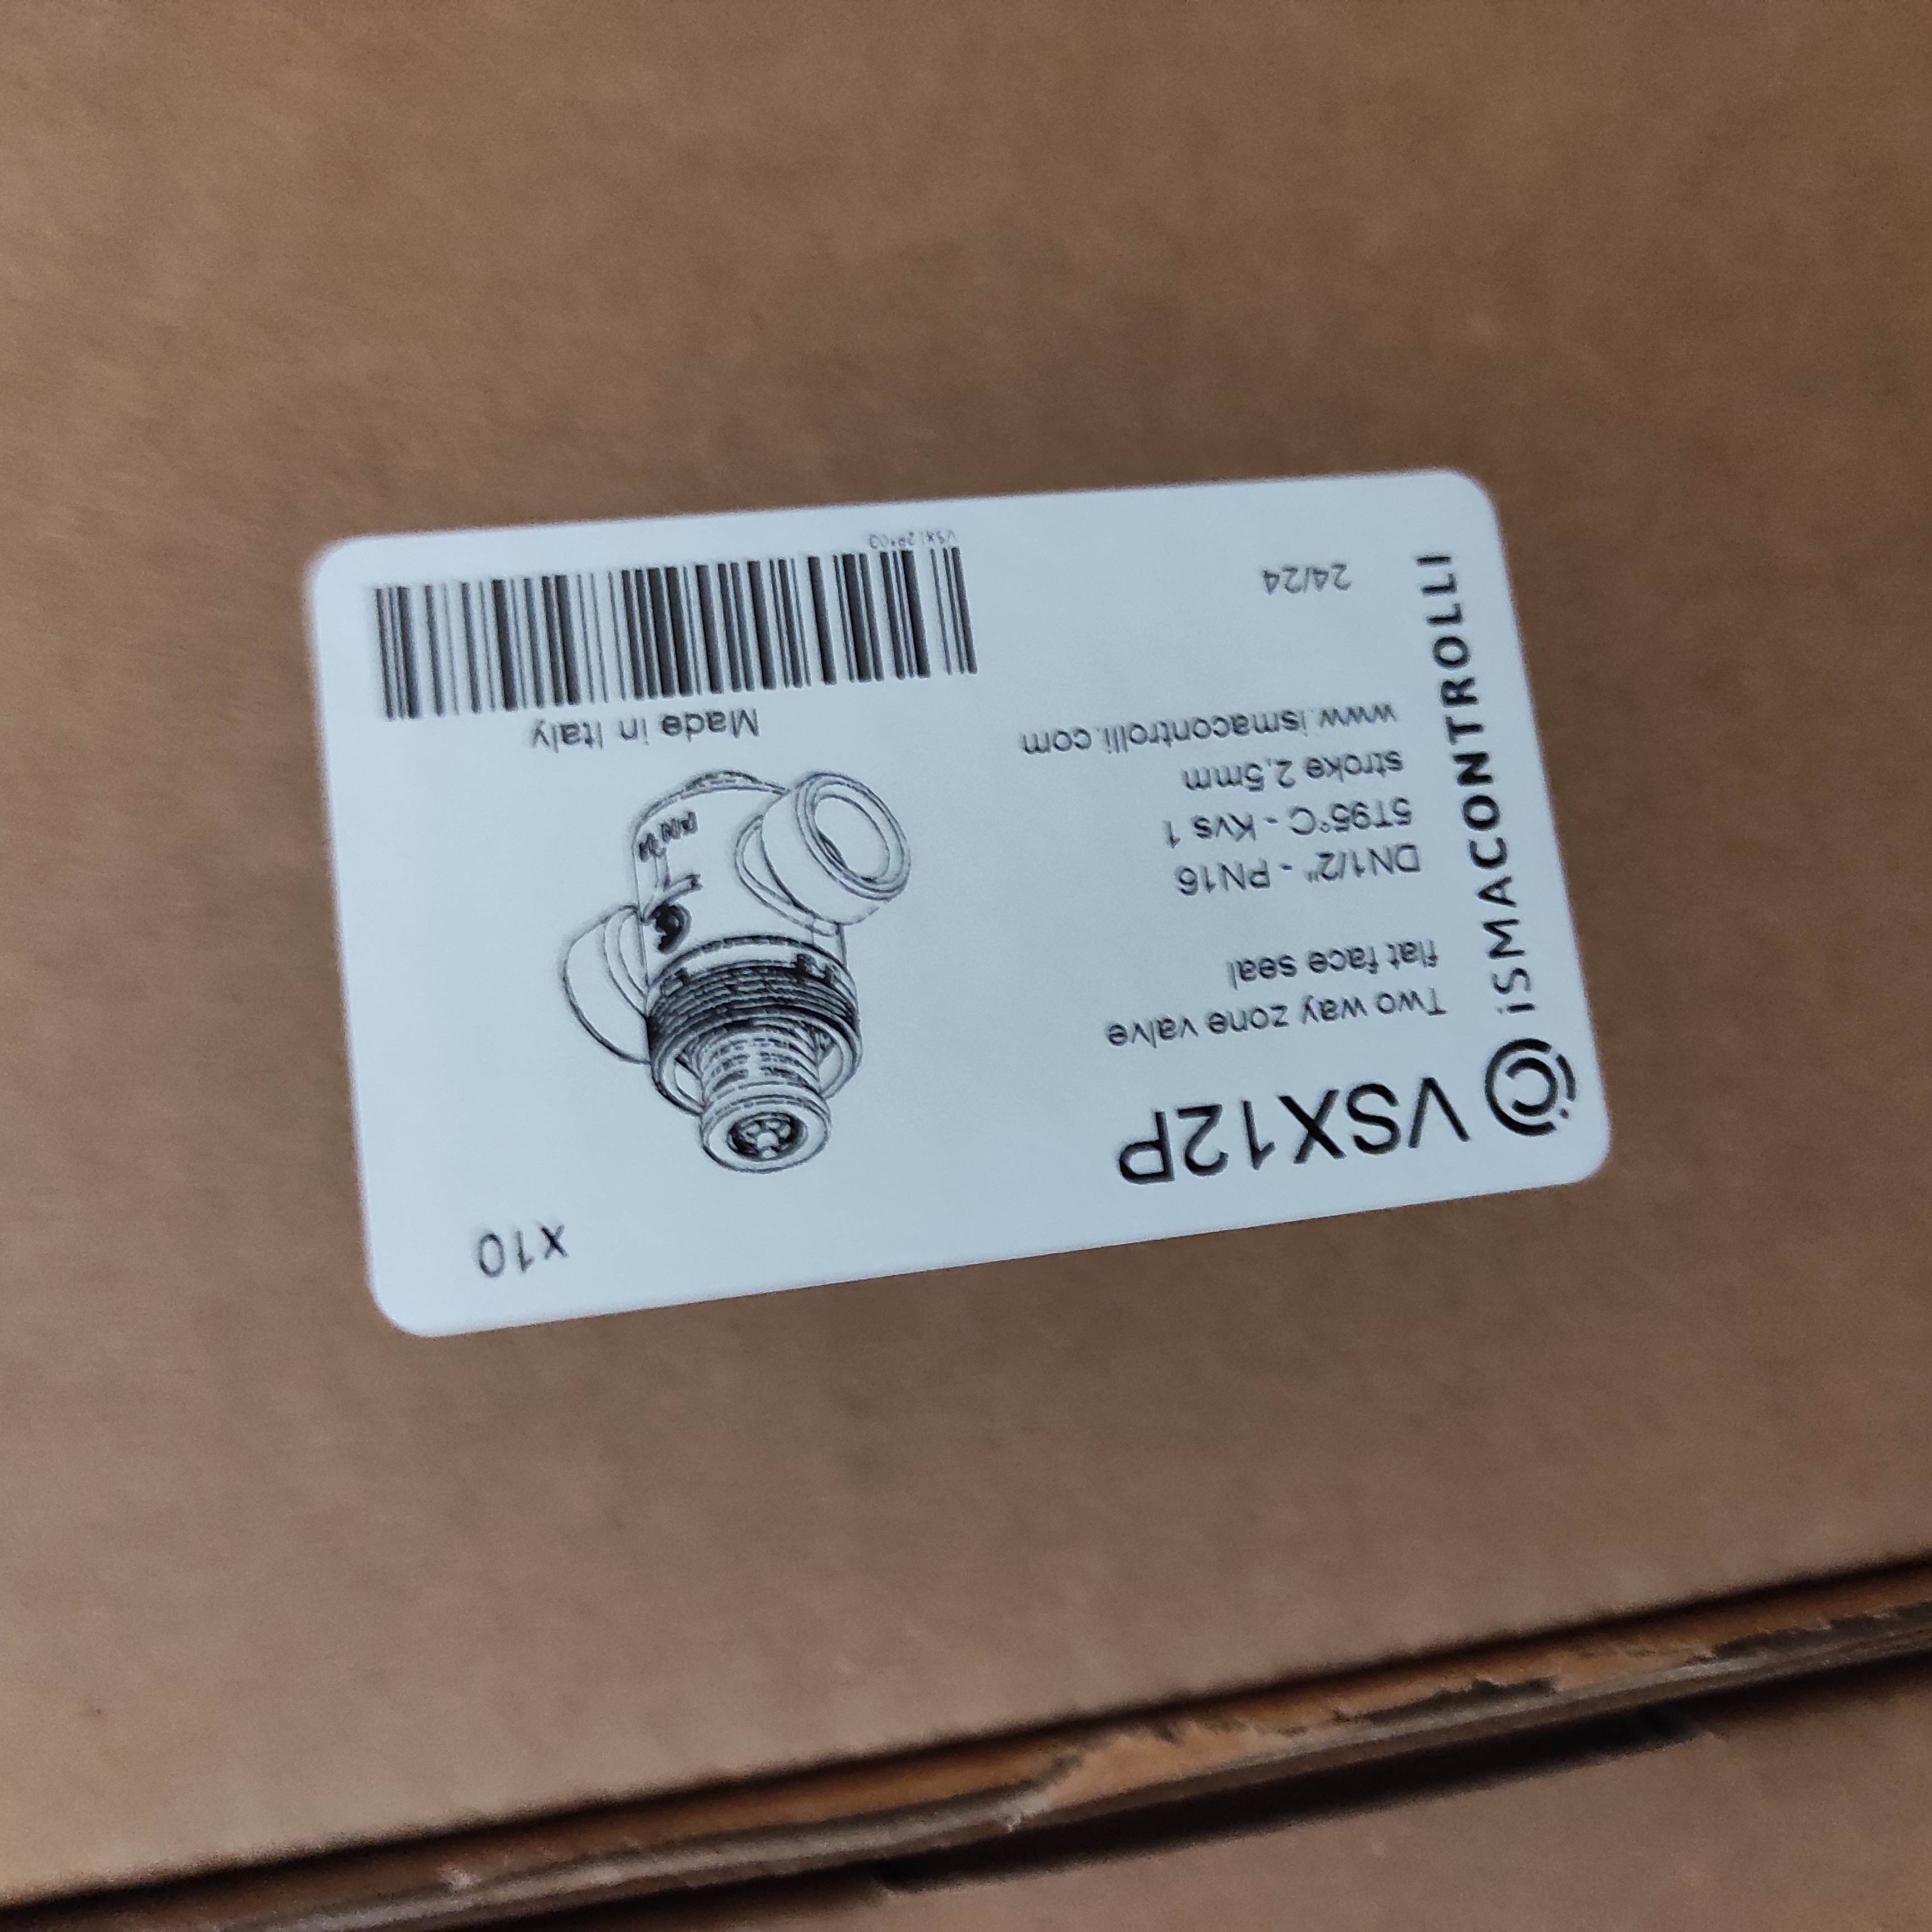 iSMACONTROLLI
VSX12P
x10
Two way zone valve
flat face seal
DN1/2" - PN16
5T95°C - Kvs 1
stroke 2,5mm
www.ismacontrolli.com
Made in Italy
24/24